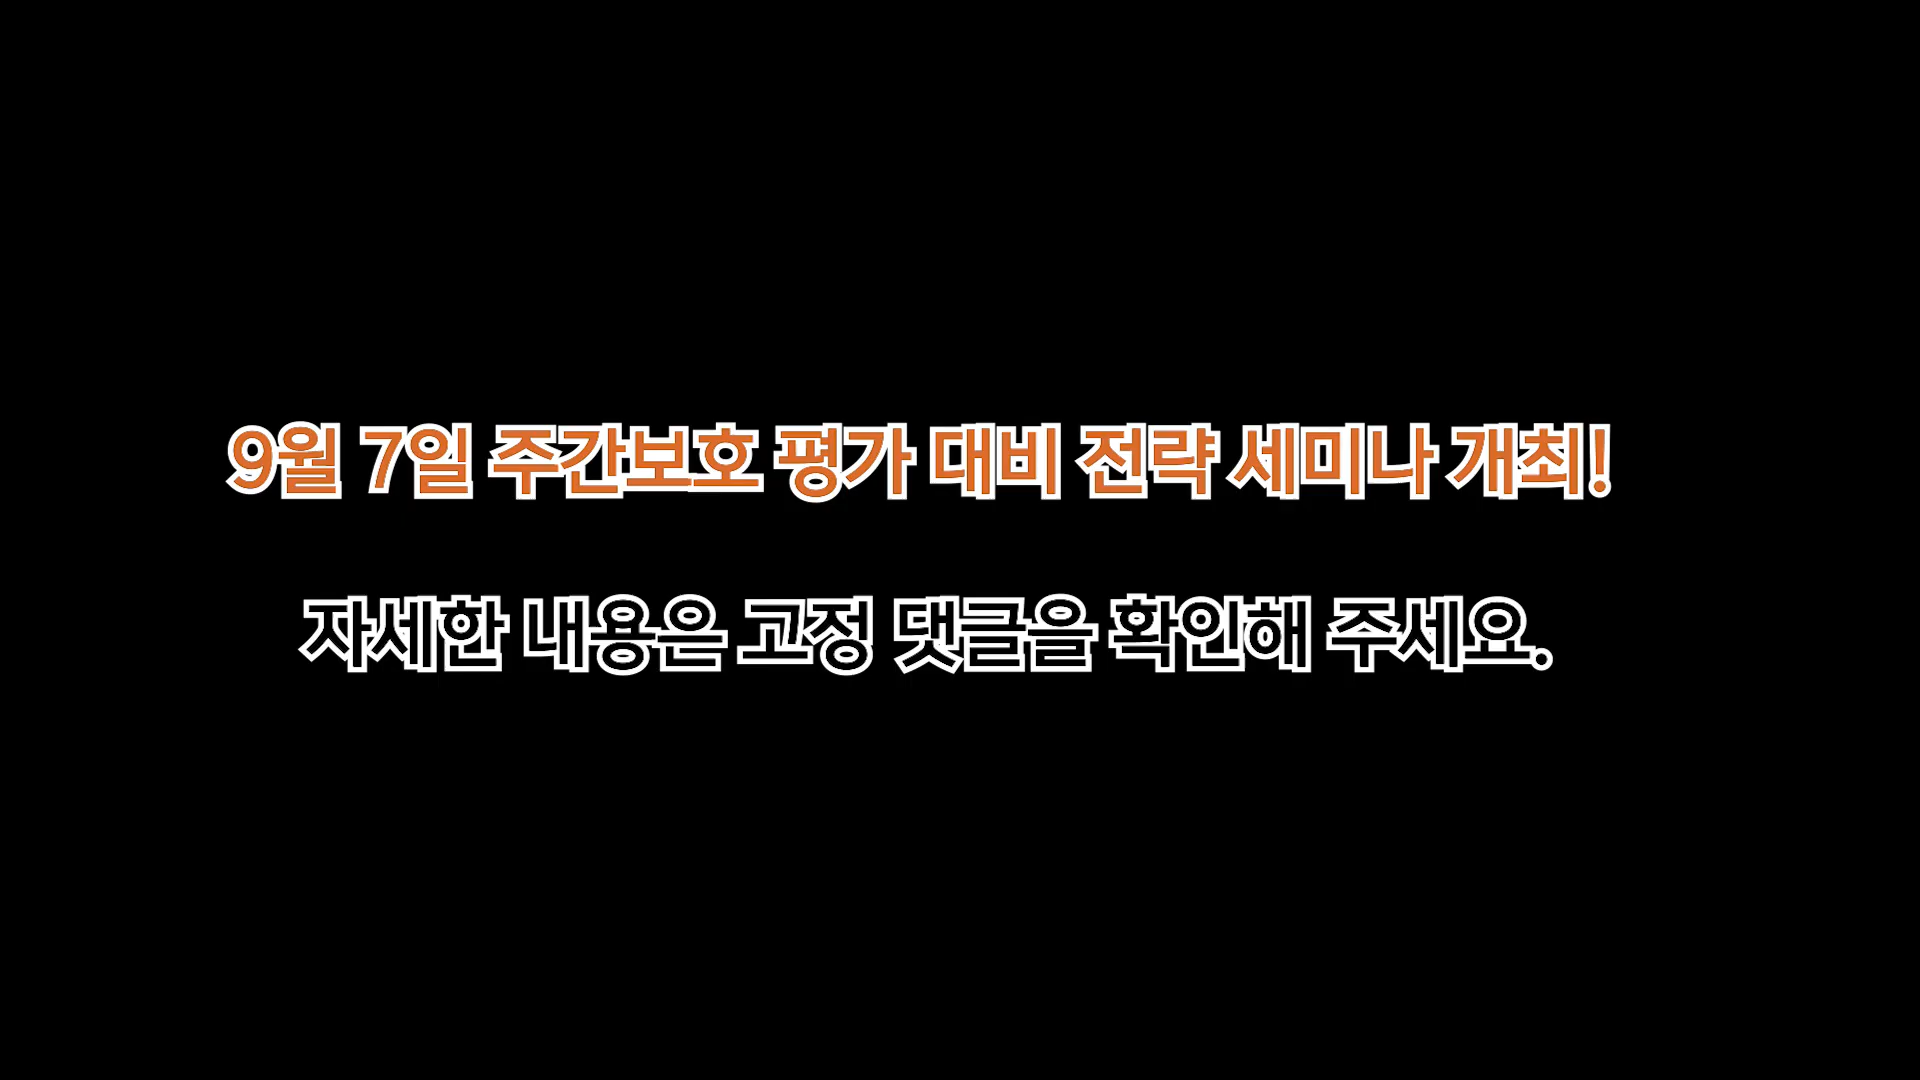 9월 7일 주간보호 평가 대비 전략 세미나 개최!
자세한 내용은 고정 댓글을 확인해 주세요.